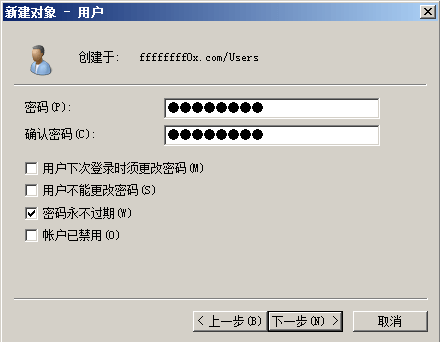 新建对象 - 用户
创建于: ffffffff0x.com/Users
密码(P): ●●●●●●●●
确认密码(C): ●●●●●●●●
用户下次登录时须更改密码(M)
用户不能更改密码(S)
密码永不过期(W)
帐户已禁用(O)
< 上一步(B) 下一步(N) > 取消